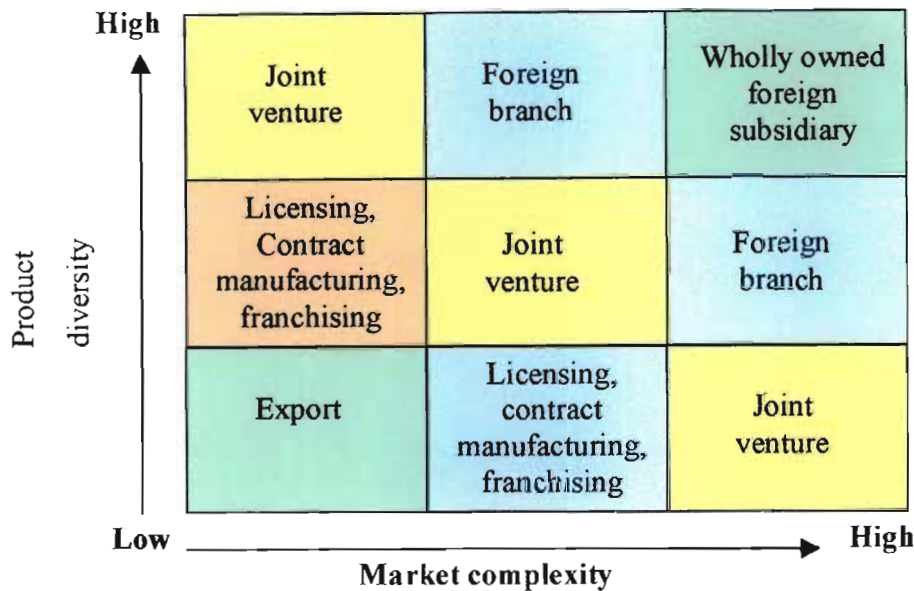 High
Joint
venture
Foreign
branch
Wholly owned
foreign
subsidiary
Licensing,
Contract
manufacturing,
franchising
Joint
venture
Foreign
branch
Product
diversity
Export
Licensing,
contract
manufacturing,
franchising
Joint
venture
Low
High
Market complexity